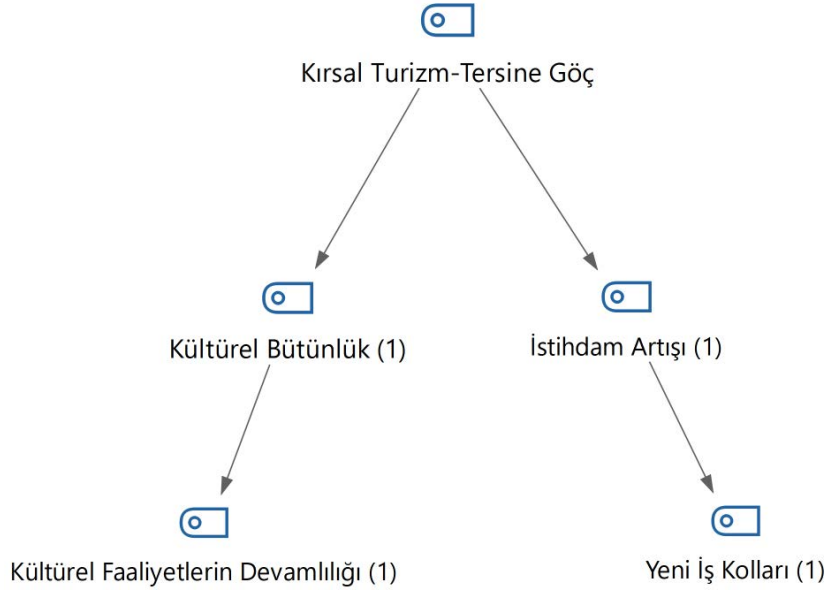 Kırsal Turizm-Tersine Göç
Kültürel Bütünlük (1)
İstihdam Artışı (1)
Kültürel Faaliyetlerin Devamlılığı (1)
Yeni İş Kolları (1)